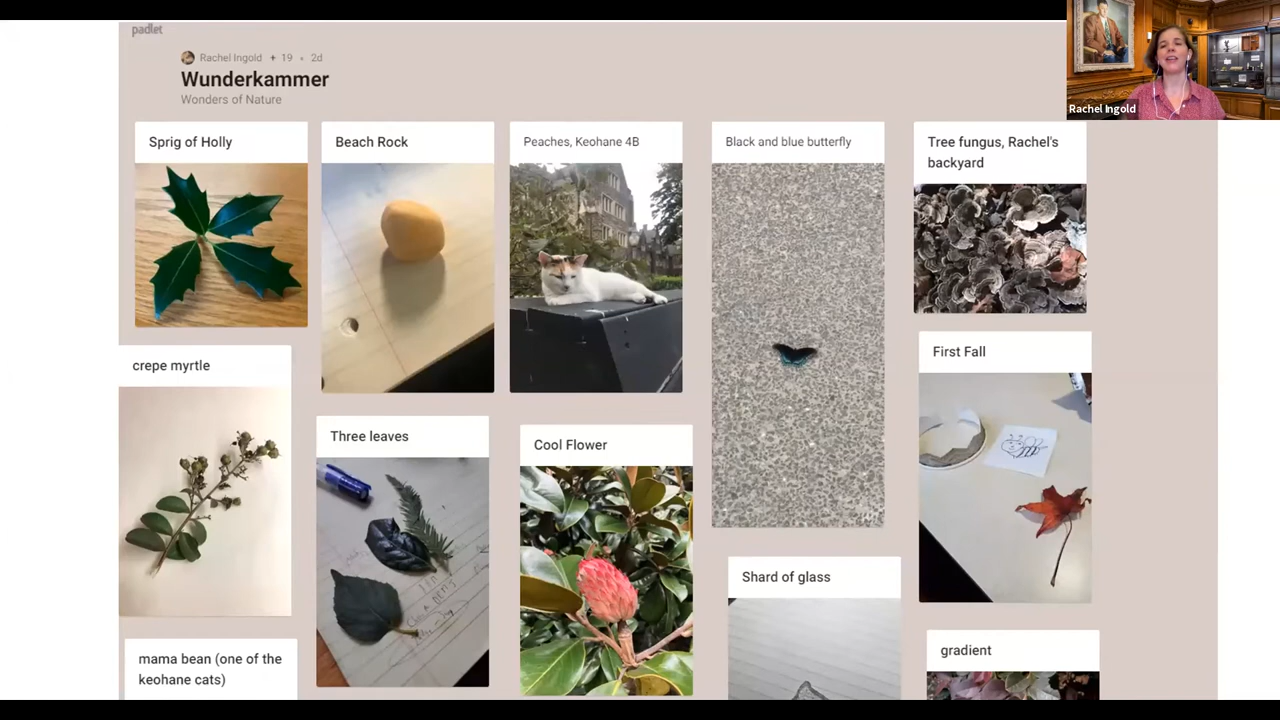 padlet
Rachel Ingold + 19 • 2d
Wunderkammer
Wonders of Nature
Rachel Ingold
Sprig of Holly
Beach Rock
Peaches, Keohane 4B
Black and blue butterfly
Tree fungus, Rachel's
backyard
First Fall
crepe myrtle
Three leaves
Cool Flower
Shard of glass
gradient
mama bean (one of the
keohane cats)